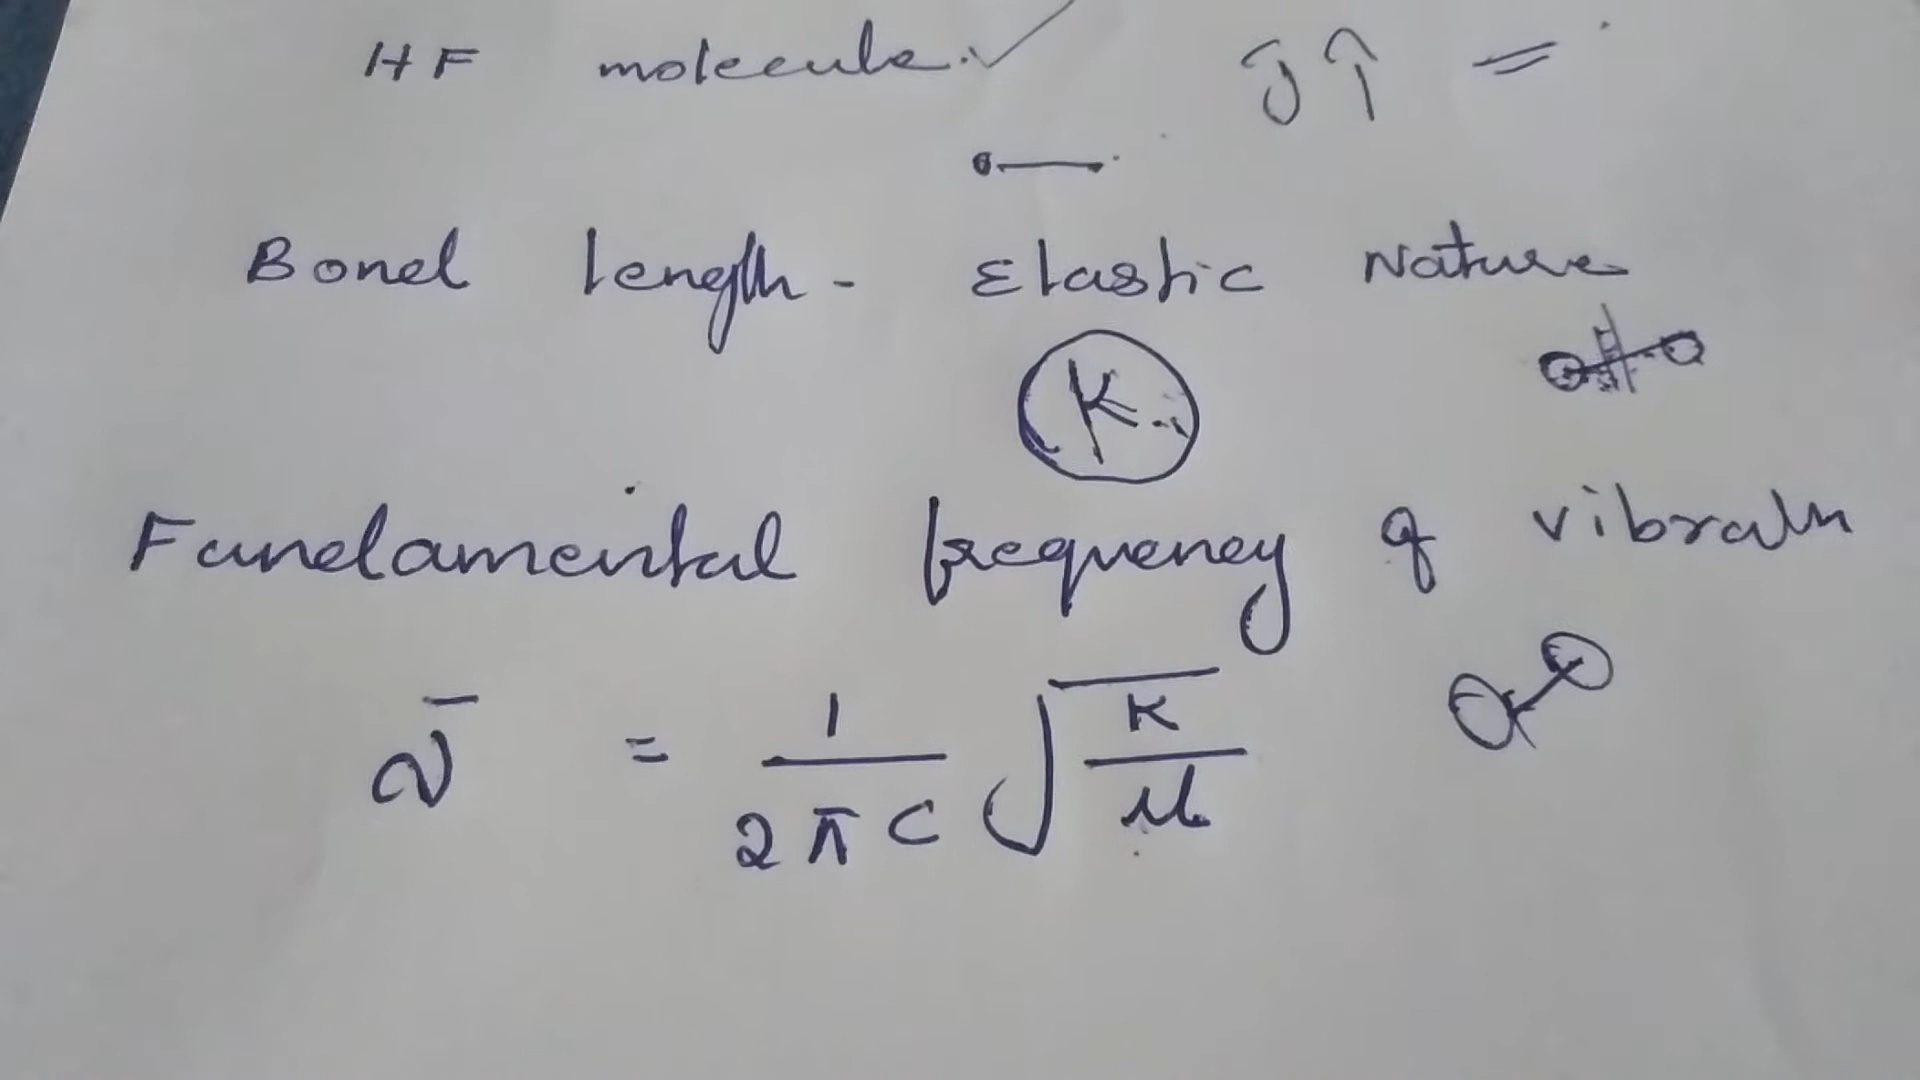 HF molecule. ✓ J↑ =
Bond length - Elastic Nature
K
Fundamental frequency of vibratn
ν̄ = 1 / 2πc √(K / μ)